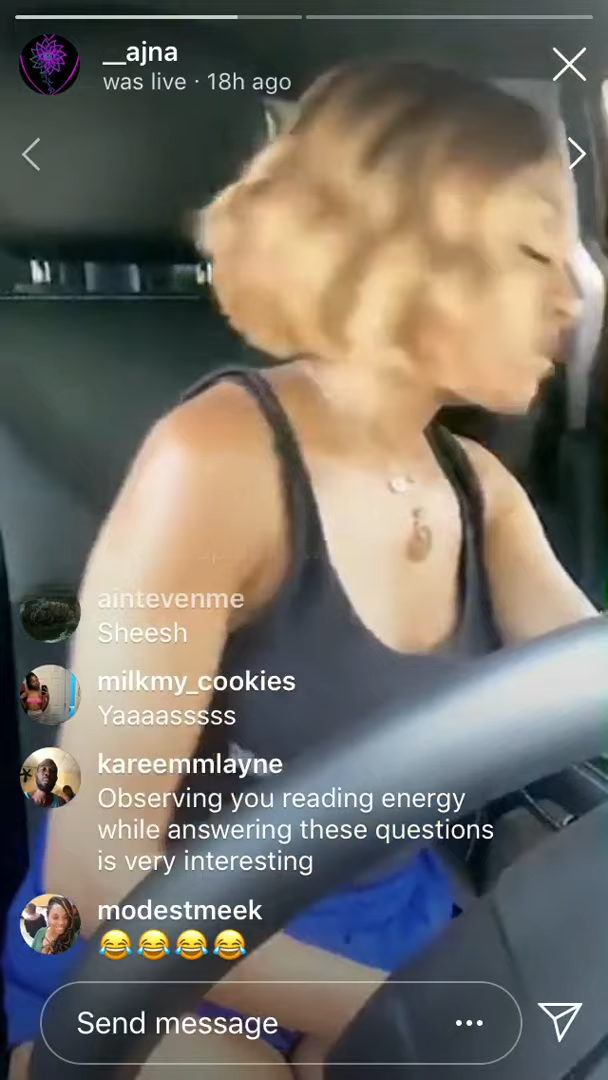 __ajna
was live · 18h ago
aintevenme
Sheesh
milkmy_cookies
Yaaaasssss
kareemmlayne
Observing you reading energy
while answering these questions
is very interesting
modestmeek
😂😂😂😂
Send message